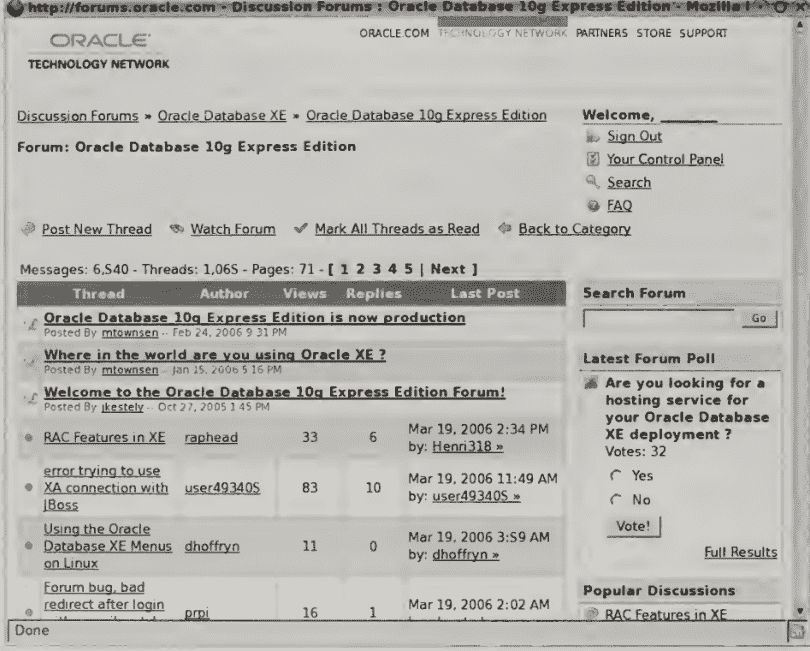 http://forums.oracle.com - Discussion Forums : Oracle Database 10g Express Edition - Mozilla
ORACLE
TECHNOLOGY NETWORK
ORACLE.COM TECHNOLOGY NETWORK PARTNERS STORE SUPPORT
Discussion Forums » Oracle Database XE » Oracle Database 10g Express Edition
Forum: Oracle Database 10g Express Edition
Welcome,
Sign Out
Your Control Panel
Search
FAQ
Post New Thread Watch Forum Mark All Threads as Read Back to Category
Messages: 6,S40 - Threads: 1,06S - Pages: 71 - [ 1 2 3 4 5 | Next ]
Thread Author Views Replies Last Post
Oracle Database 10g Express Edition is now production
Posted By mtownsen -- Feb 24, 2006 9 31 PM
Where in the world are you using Oracle XE ?
Posted By mtownsen -- Jan 15, 2006 5 16 PM
Welcome to the Oracle Database 10g Express Edition Forum!
Posted By jkestely -- Oct 27, 2005 1 45 PM
RAC Features in XE raphead 33 6 Mar 19, 2006 2:34 PM
by: Henri318 »
error trying to use
XA connection with
JBoss
user49340S 83 10 Mar 19, 2006 11:49 AM
by: user49340S »
Using the Oracle
Database XE Menus
on Linux
dhoffryn 11 0 Mar 19, 2006 3:S9 AM
by: dhoffryn »
Forum bug, bad
redirect after login
prpi 16 1 Mar 19, 2006 2:02 AM
Search Forum
Go
Latest Forum Poll
Are you looking for a
hosting service for
your Oracle Database
XE deployment ?
Votes: 32
Yes
No
Vote!
Full Results
Popular Discussions
RAC Features in XE
Done